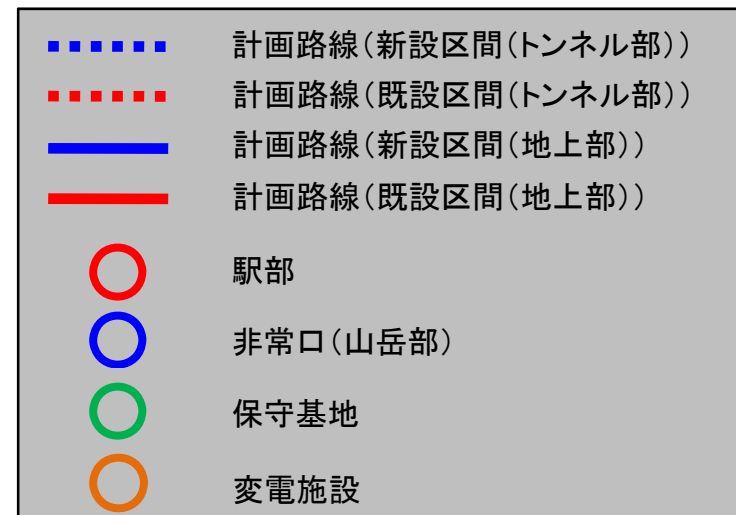 計画路線(新設区間(トンネル部))
計画路線(既設区間(トンネル部))
計画路線(新設区間(地上部))
計画路線(既設区間(地上部))
駅部
非常口(山岳部)
保守基地
変電施設